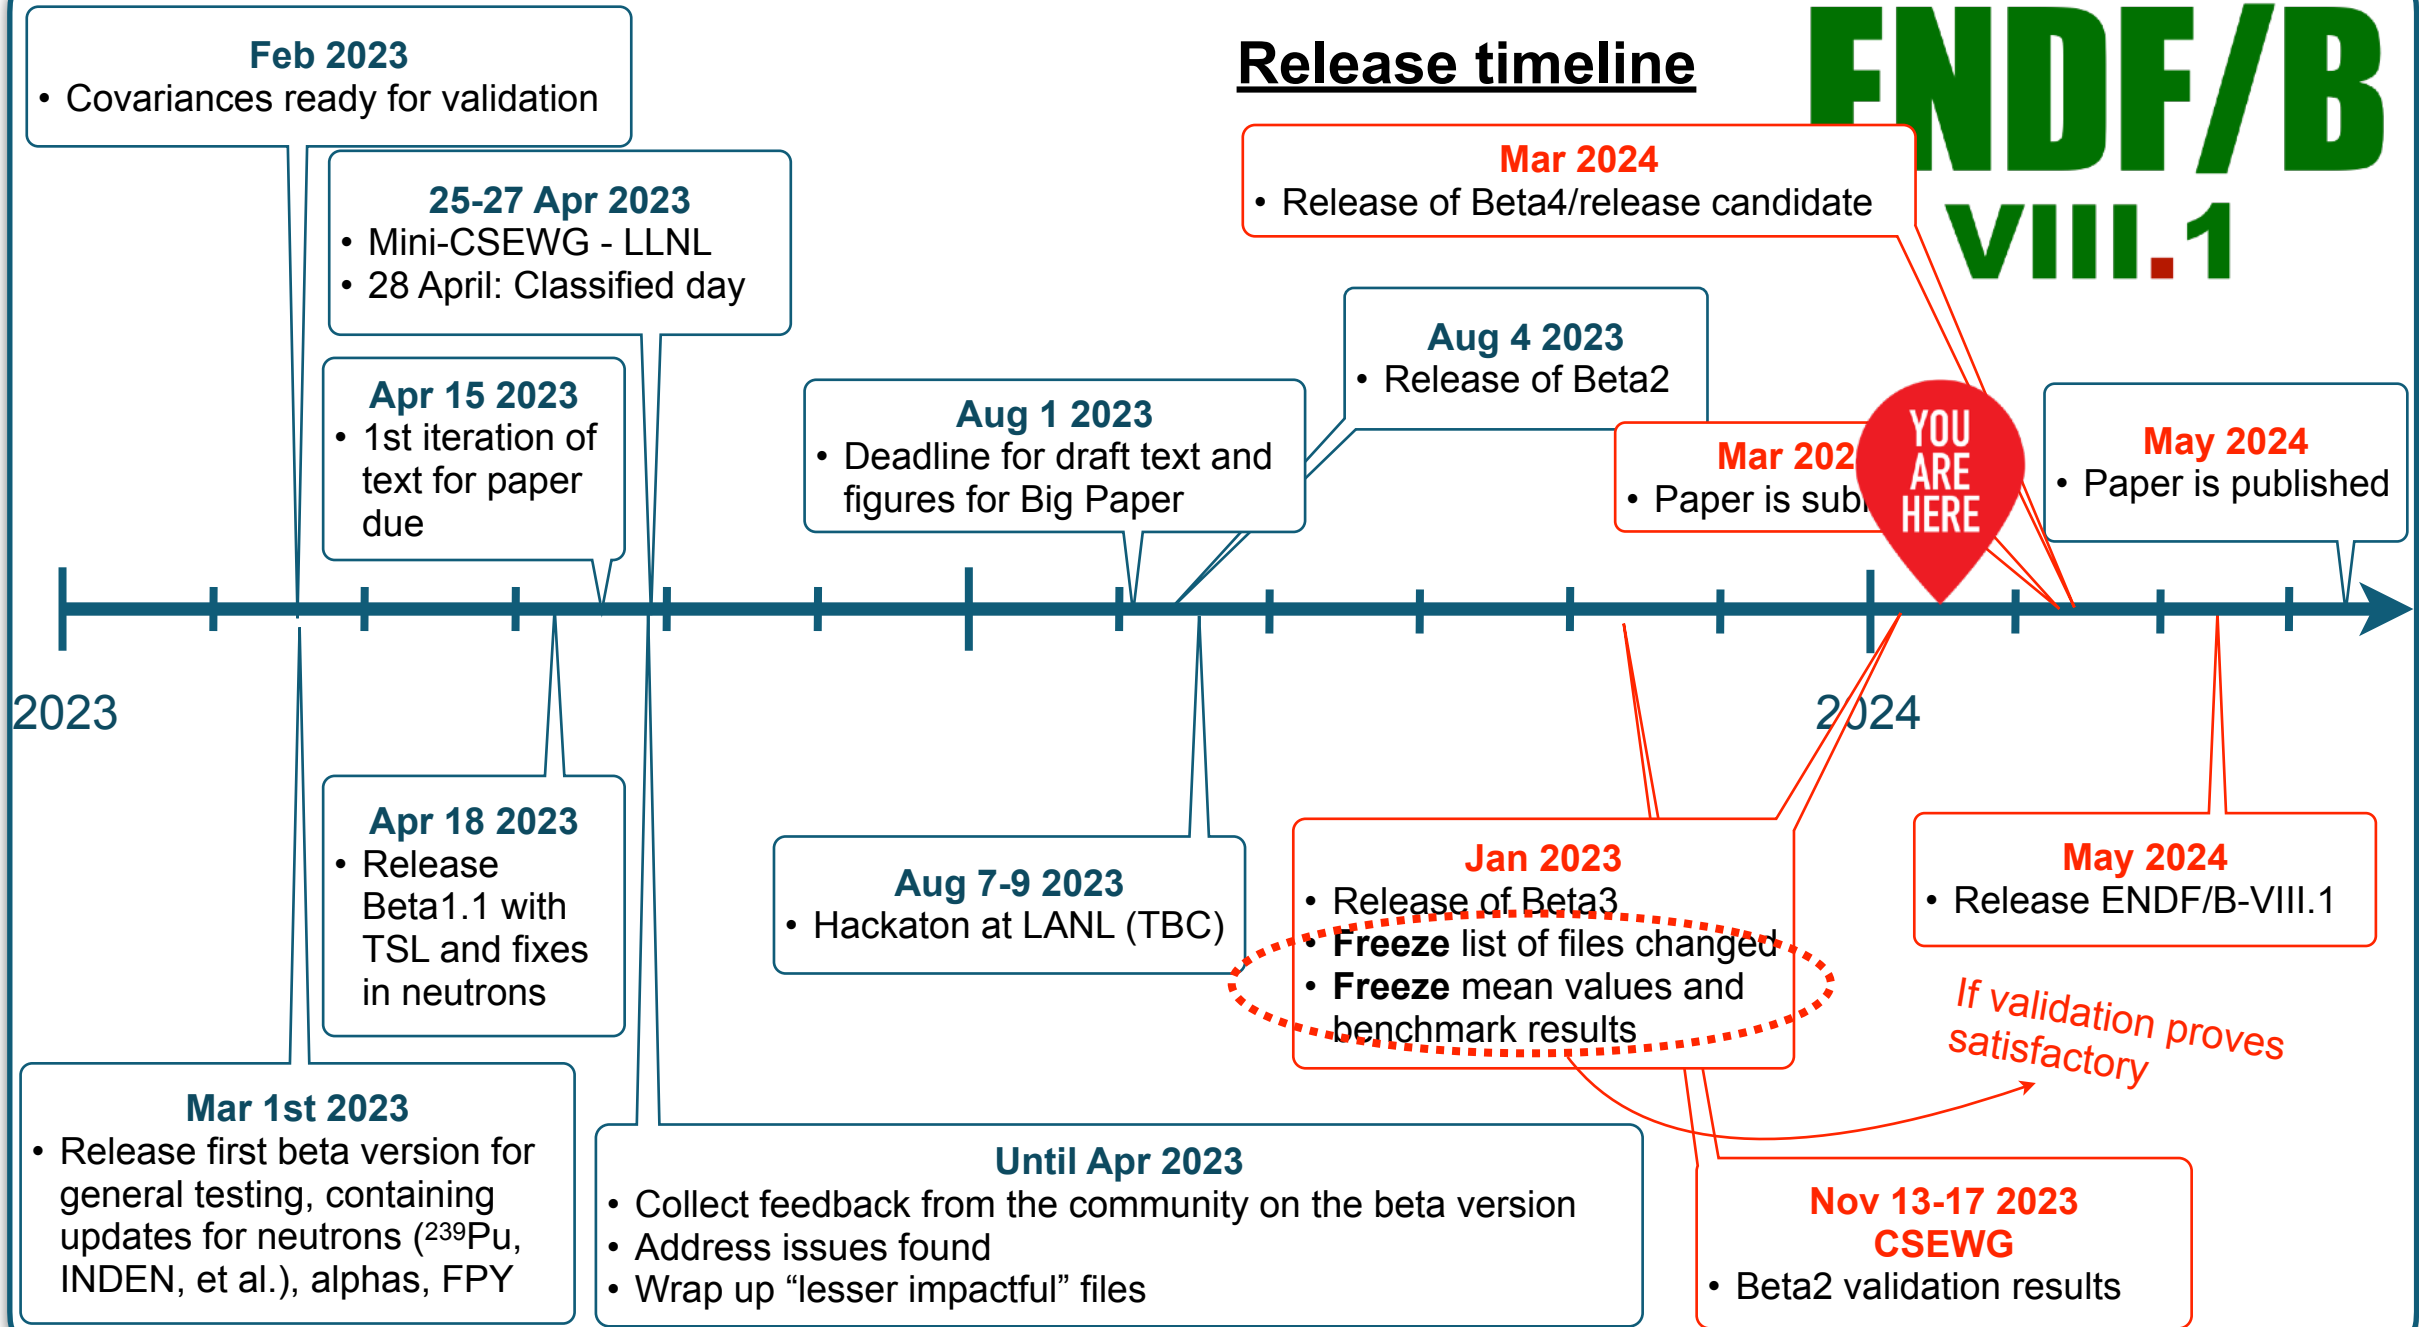 Release timeline
ENDF/B
VIII.1
Feb 2023
• Covariances ready for validation
25-27 Apr 2023
• Mini-CSEWG - LLNL
• 28 April: Classified day
Apr 15 2023
• 1st iteration of
text for paper
due
Aug 1 2023
• Deadline for draft text and
figures for Big Paper
Aug 4 2023
• Release of Beta2
Mar 2024
• Release of Beta4/release candidate
Mar 202
• Paper is
YOU
ARE
HERE
May 2024
• Paper is published
2023
2024
Apr 18 2023
• Release
Beta1.1 with
TSL and fixes
in neutrons
Mar 1st 2023
• Release first beta version for
general testing, containing
updates for neutrons (²³⁹Pu,
INDEN, et al.), alphas, FPY
Until Apr 2023
• Collect feedback from the community on the beta version
• Address issues found
• Wrap up “lesser impactful” files
Aug 7-9 2023
• Hackaton at LANL (TBC)
Jan 2023
• Release of Beta3
• Freeze list of files changed
• Freeze mean values and
benchmark results
May 2024
• Release ENDF/B-VIII.1
If validation proves
satisfactory
Nov 13-17 2023
CSEWG
• Beta2 validation results